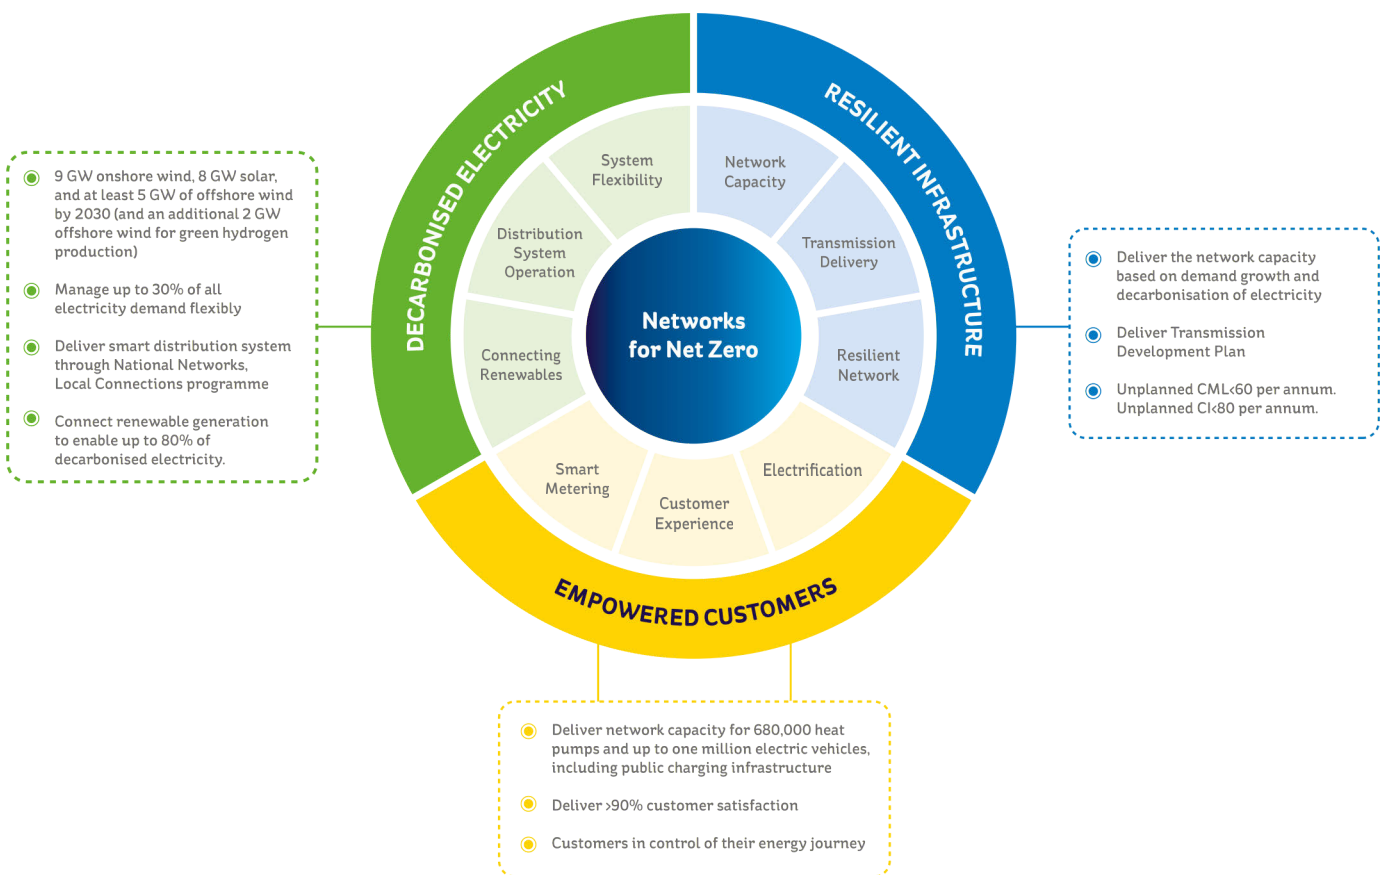 DECARBONISED ELECTRICITY
RESILIENT INFRASTRUCTURE
EMPOWERED CUSTOMERS
System
Flexibility
Network
Capacity
Distribution
System
Operation
Transmission
Delivery
Connecting
Renewables
Resilient
Network
Smart
Metering
Customer
Experience
Electrification
Networks
for Net Zero
9 GW onshore wind, 8 GW solar,
and at least 5 GW of offshore wind
by 2030 (and an additional 2 GW
offshore wind for green hydrogen
production)
Manage up to 30% of all
electricity demand flexibly
Deliver smart distribution system
through National Networks,
Local Connections programme
Connect renewable generation
to enable up to 80% of
decarbonised electricity.
Deliver the network capacity
based on demand growth and
decarbonisation of electricity
Deliver Transmission
Development Plan
Unplanned CML<60 per annum.
Unplanned CI<80 per annum.
Deliver network capacity for 680,000 heat
pumps and up to one million electric vehicles,
including public charging infrastructure
Deliver >90% customer satisfaction
Customers in control of their energy journey